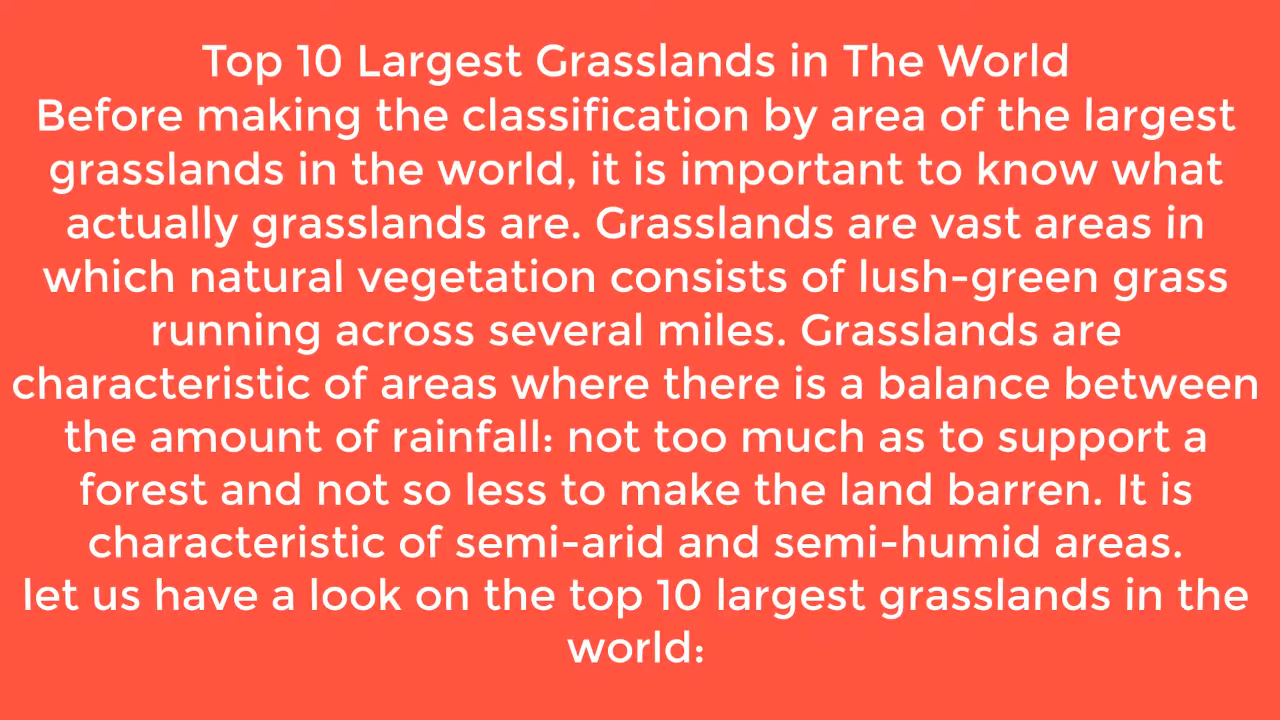 Top 10 Largest Grasslands in The World
Before making the classification by area of the largest
grasslands in the world, it is important to know what
actually grasslands are. Grasslands are vast areas in
which natural vegetation consists of lush-green grass
running across several miles. Grasslands are
characteristic of areas where there is a balance between
the amount of rainfall: not too much as to support a
forest and not so less to make the land barren. It is
characteristic of semi-arid and semi-humid areas.
let us have a look on the top 10 largest grasslands in the
world: